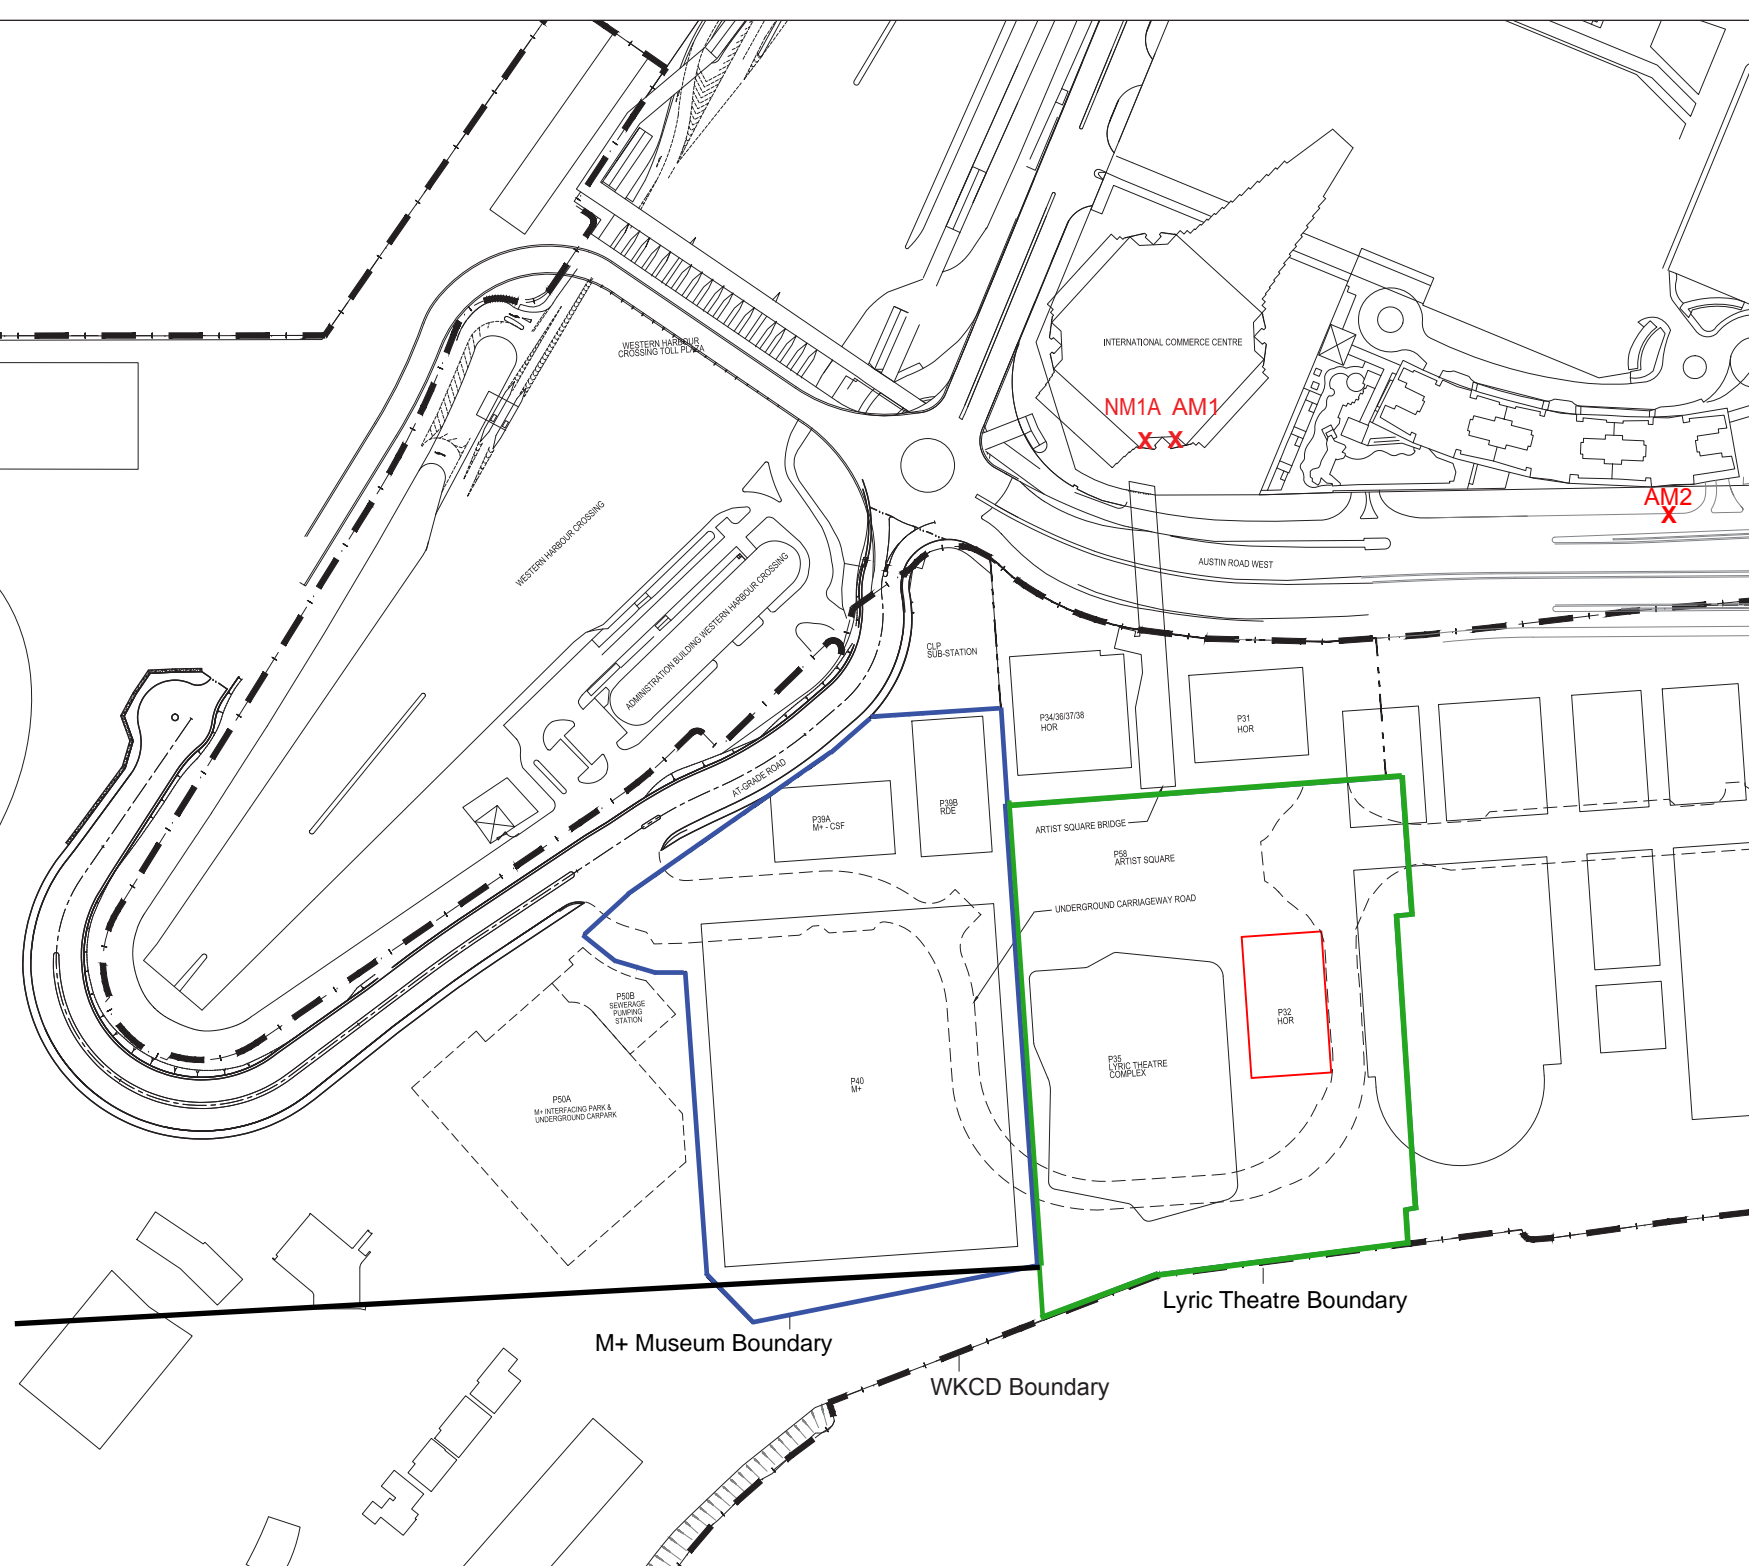 WESTERN HARBOUR
CROSSING TOLL PLAZA
INTERNATIONAL COMMERCE CENTRE
NM1A AM1
X X
AM2
X
WESTERN HARBOUR CROSSING
ADMINISTRATION BUILDING WESTERN HARBOUR CROSSING
AUSTIN ROAD WEST
CLP
SUB-STATION
P34/36/37/38
HOR
P31
HOR
AT-GRADE ROAD
P39A
M+ - CSF
P39B
RDE
ARTIST SQUARE BRIDGE
P58
ARTIST SQUARE
UNDERGROUND CARRIAGEWAY ROAD
P50B
SEWERAGE
PUMPING
STATION
P32
HOR
P35
LYRIC THEATRE
COMPLEX
P40
M+
P50A
M+ INTERFACING PARK &
UNDERGROUND CARPARK
Lyric Theatre Boundary
M+ Museum Boundary
WKCD Boundary